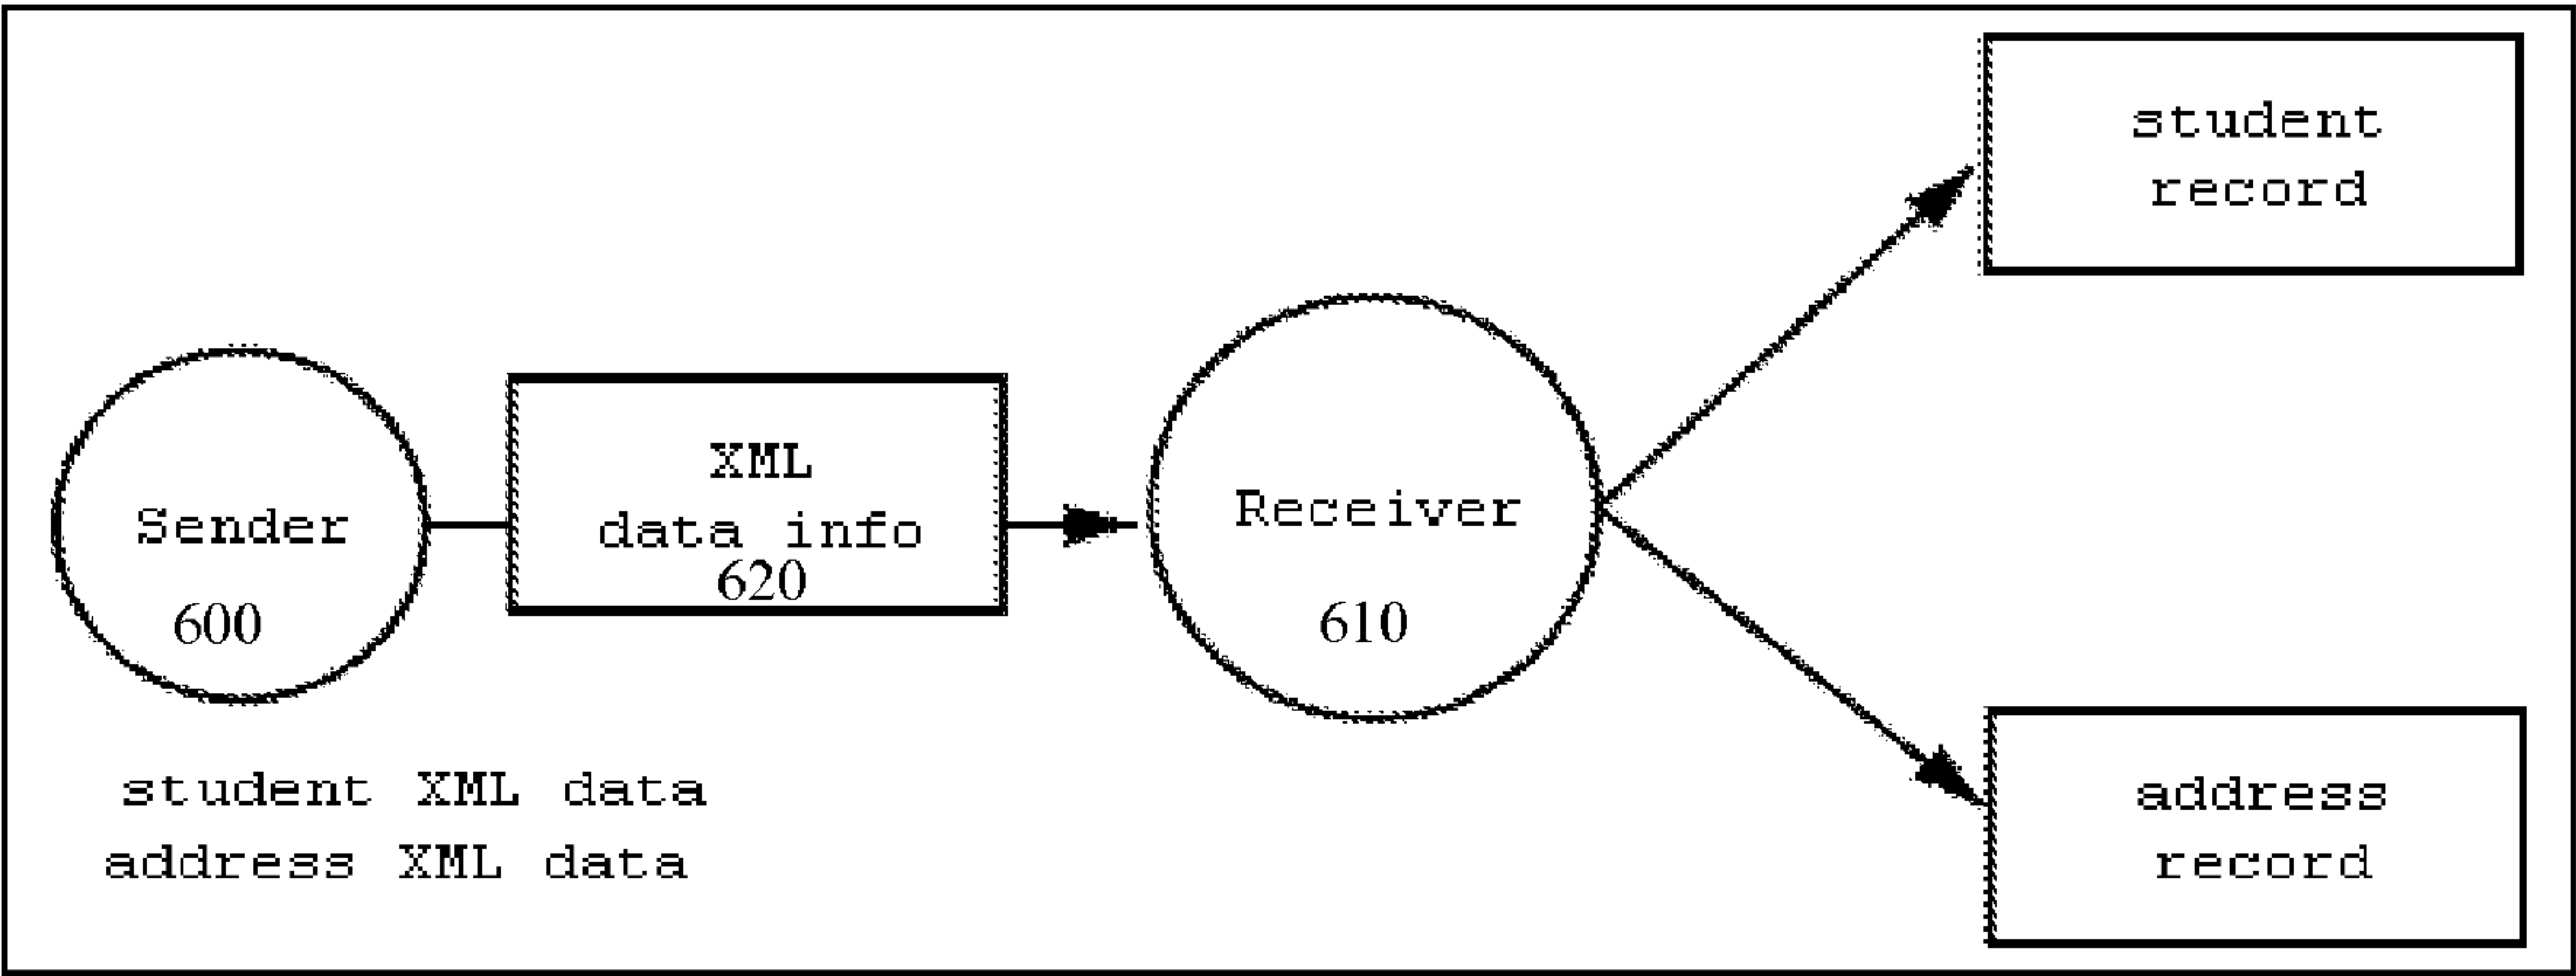 student
record
XML
data info
620
Sender
600
Receiver
610
student XML data
address XML data
address
record